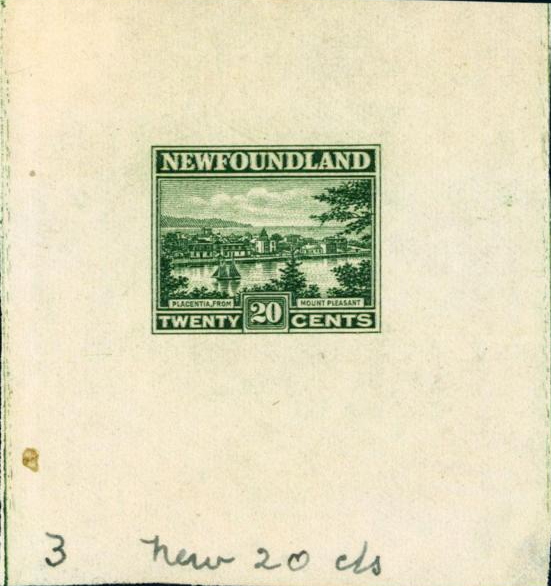 NEWFOUNDLAND
PLACENTIA, FROM MOUNT PLEASANT
TWENTY 20 CENTS
3 New 20 cts